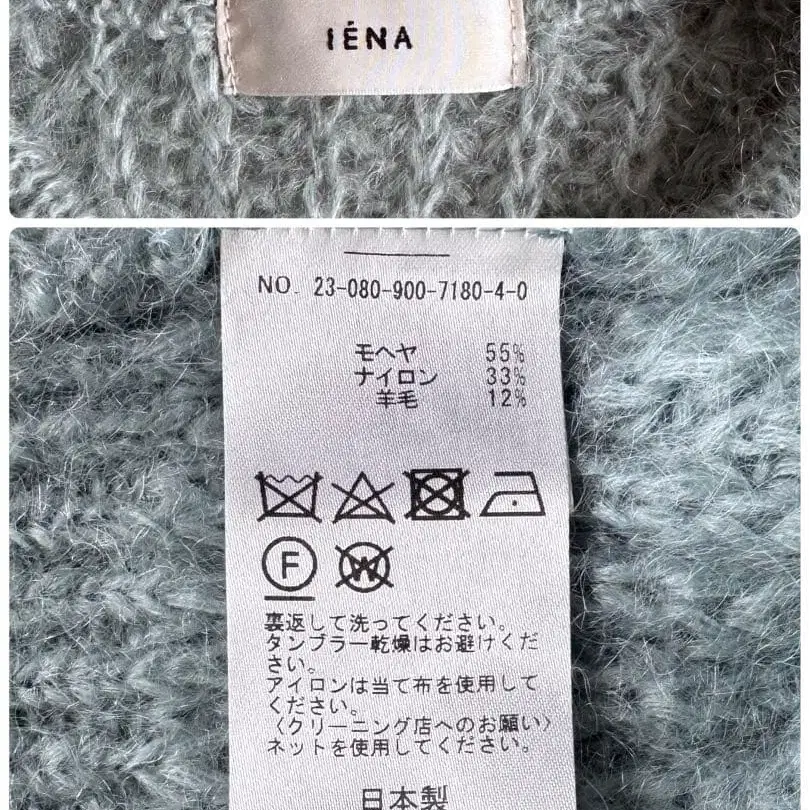 IÉNA
NO. 23-080-900-7180-4-0
モヘヤ 55%
ナイロン 33%
羊毛 12%
F
W
裏返して洗ってください。
タンブラー乾燥はお避けくだ
さい。
アイロンは当て布を使用して
ください。
〈クリーニング店へのお願い〉
ネットを使用してください。
日本製